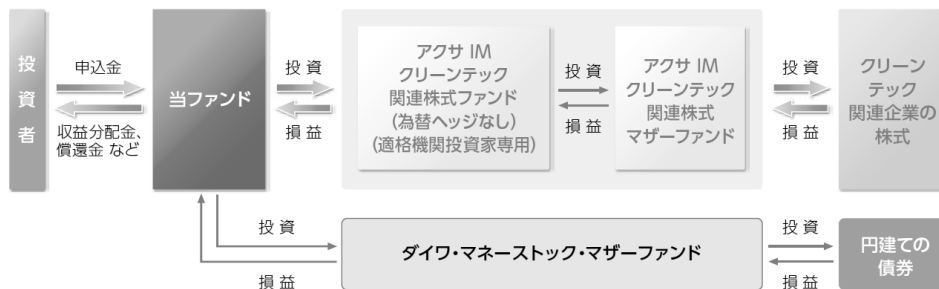 投資者
申込金
収益分配金、
償還金 など
当ファンド
投 資
損 益
アクサ IM
クリーンテック
関連株式ファンド
(為替ヘッジなし)
(適格機関投資家専用)
投 資
損 益
アクサ IM
クリーンテック
関連株式
マザーファンド
投 資
損 益
クリーン
テック
関連企業の
株式
投 資
損 益
ダイワ・マネーストック・マザーファンド
投 資
損 益
円建ての
債券